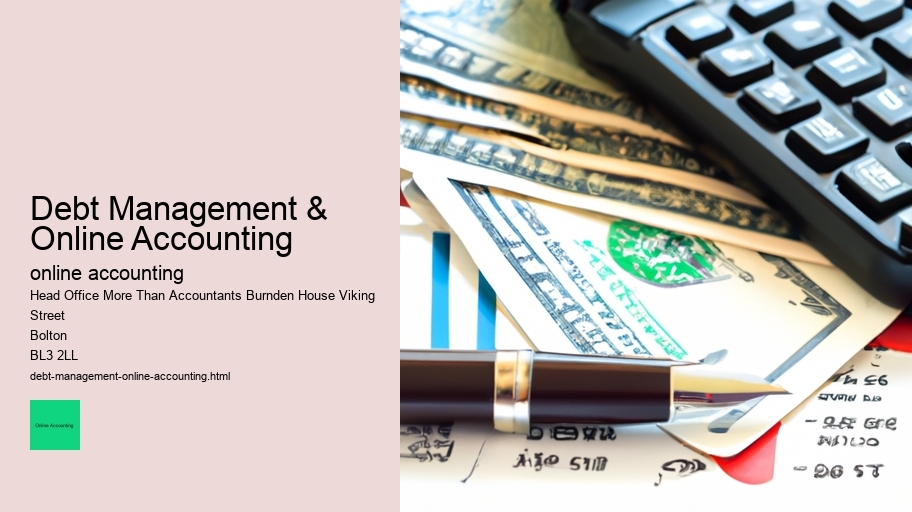 Debt Management &
Online Accounting
online accounting
Head Office More Than Accountants Burnden House Viking
Street
Bolton
BL3 2LL
debt-management-online-accounting.html
Online Accounting